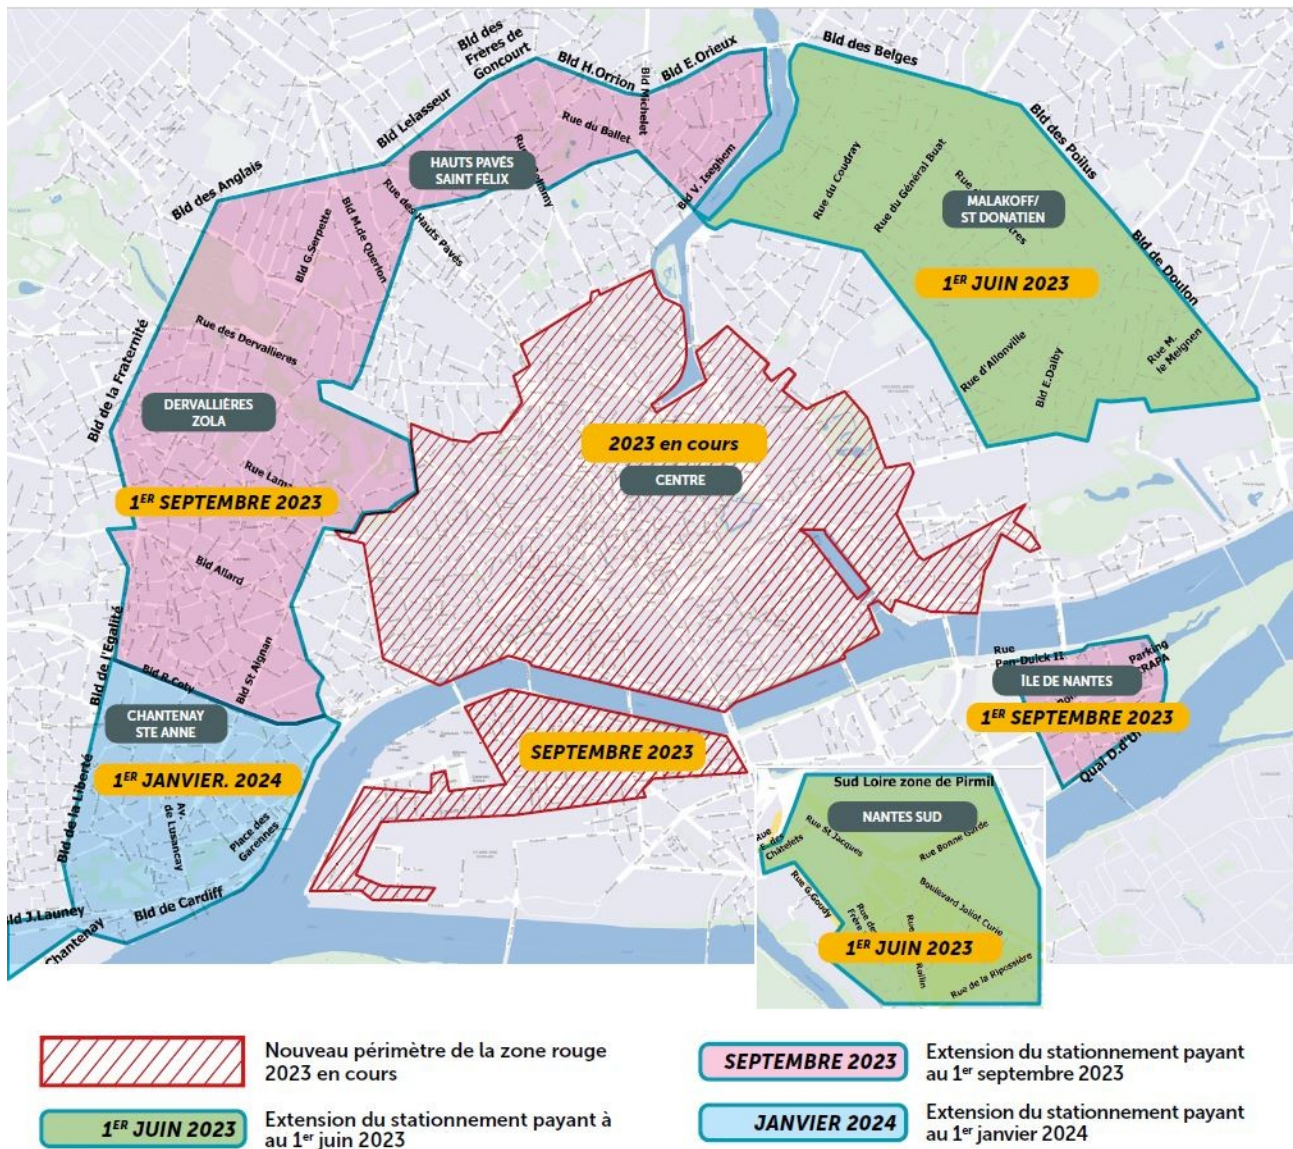 Bld des
Frères de
Goncourt
Bld H.Orrion
Bld E.Orieux
Bld des Belges
Bld Lelasseur
Bld Michelet
Rue du Ballet
Bld des Poilus
HAUTS PAVÉS
SAINT FÉLIX
Bld V. Iseghem
Rue du Coudray
Rue du Général Buat
MALAKOFF/
ST DONATIEN
Bld des Anglais
Bld G.Serpette
Bld M.de Querlon
Rue des Hauts Pavés
1ER JUIN 2023
Bld de Doulon
Rue des Dervallieres
Bld de la Fraternité
Rue d'Allonville
Bld E.Dalby
Rue M.
le Meignen
DERVALLIÈRES
ZOLA
2023 en cours
CENTRE
1ER SEPTEMBRE 2023
Bld Allard
Bld de l'Egalité
Bld R.Coty
Bld St Aignan
Rue
Pen-Duick II
Parking
ÎLE DE NANTES
1ER SEPTEMBRE 2023
CHANTENAY
STE ANNE
SEPTEMBRE 2023
1ER JANVIER. 2024
Bld de la Liberté
Av.
de Lusançay
Place des
Garennes
Bld de Cardiff
Chantenay
Sud Loire zone de Pirmil
NANTES SUD
Rue St Jacques
Rue Bonne Garde
Châtelets
Rue G.Goudy
Boulevard Joliot Curie
1ER JUIN 2023
Rue de la Ripossière
Nouveau périmètre de la zone rouge
2023 en cours
1ER JUIN 2023
Extension du stationnement payant à
au 1er juin 2023
SEPTEMBRE 2023
Extension du stationnement payant
au 1er septembre 2023
JANVIER 2024
Extension du stationnement payant
au 1er janvier 2024